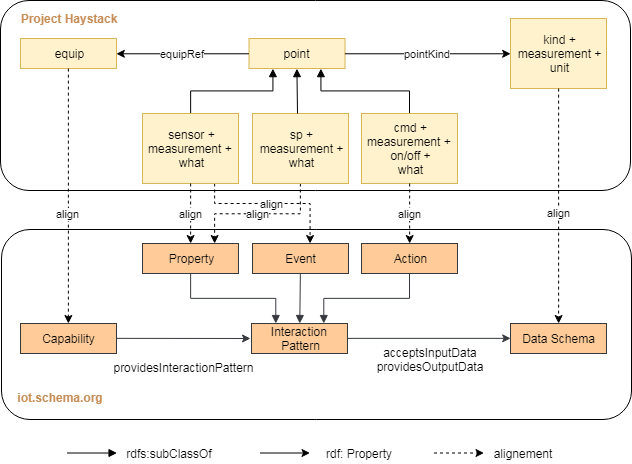 Project Haystack
equip
equipRef
point
pointKind
kind +
measurement +
unit
sensor +
measurement +
what
sp +
measurement +
what
cmd +
measurement +
on/off +
what
align
align
align
align
align
align
Property
Event
Action
Capability
providesInteractionPattern
Interaction
Pattern
acceptsInputData
providesOutputData
Data Schema
iot.schema.org
rdfs:subClassOf
rdf: Property
alignement